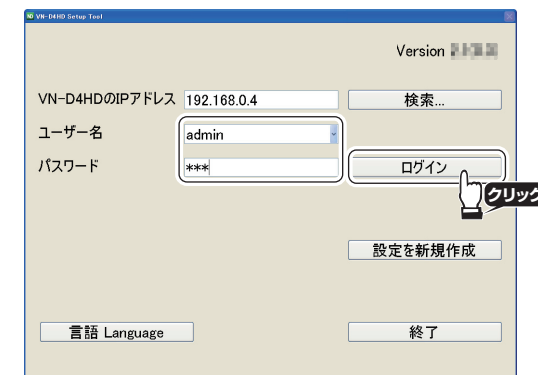 VN-D4HD Setup Tool
Version
VN-D4HDのIPアドレス 192.168.0.4 検索...
ユーザー名 admin
パスワード *** ログイン
クリック
設定を新規作成
言語 Language 終了